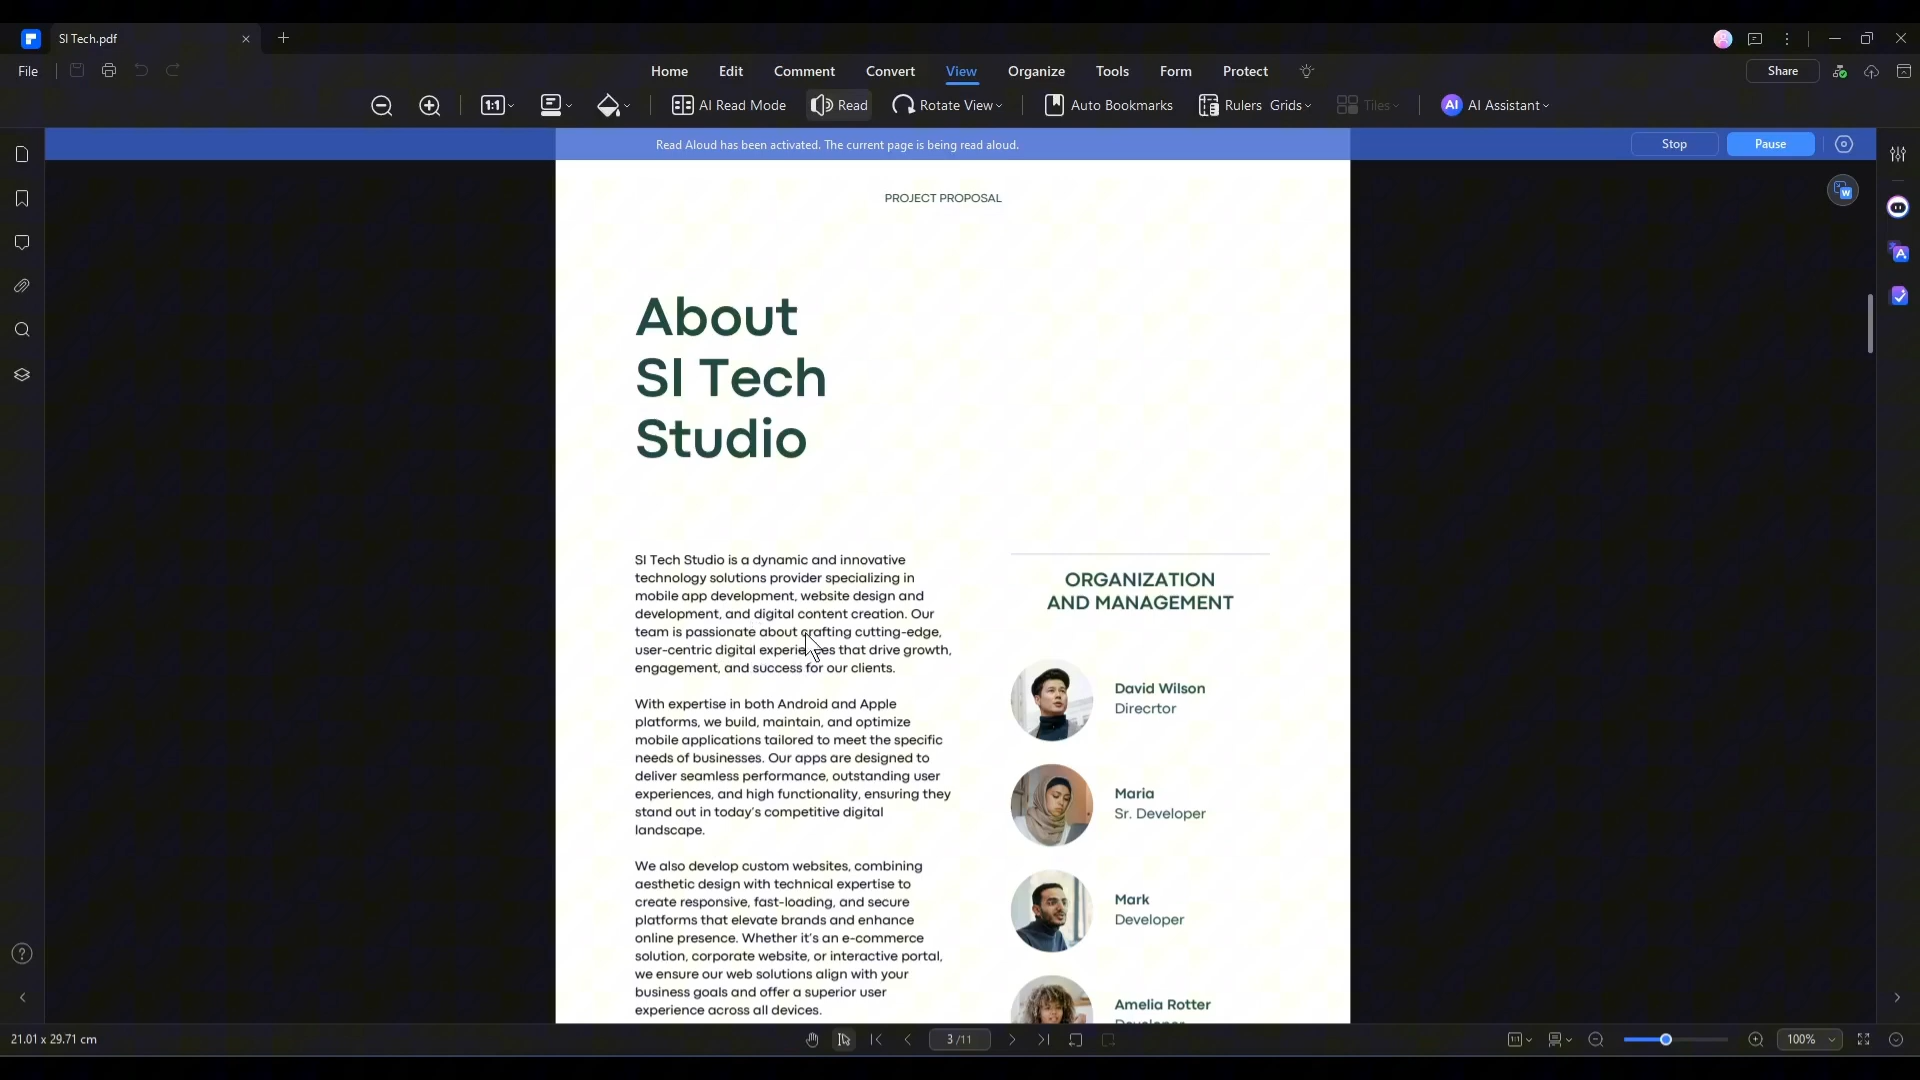 SI Tech.pdf
File
Home
Edit
Comment
Convert
View
Organize
Tools
Form
Protect
Share
1:1
AI Read Mode
Read
Rotate View
Auto Bookmarks
Rulers
Grids
Tiles
AI
AI Assistant
Read Aloud has been activated. The current page is being read aloud.
Stop
Pause
W
A
PROJECT PROPOSAL
About
SI Tech
Studio
SI Tech Studio is a dynamic and innovative
technology solutions provider specializing in
mobile app development, website design and
development, and digital content creation. Our
team is passionate about crafting cutting-edge,
user-centric digital experiences that drive growth,
engagement, and success for our clients.
With expertise in both Android and Apple
platforms, we build, maintain, and optimize
mobile applications tailored to meet the specific
needs of businesses. Our apps are designed to
deliver seamless performance, outstanding user
experiences, and high functionality, ensuring they
stand out in today's competitive digital
landscape.
We also develop custom websites, combining
aesthetic design with technical expertise to
create responsive, fast-loading, and secure
platforms that elevate brands and enhance
online presence. Whether it's an e-commerce
solution, corporate website, or interactive portal,
we ensure our web solutions align with your
business goals and offer a superior user
experience across all devices.
ORGANIZATION
AND MANAGEMENT
David Wilson
Direcrtor
Maria
Sr. Developer
Mark
Developer
Amelia Rotter
Developer
21.01 x 29.71 cm
3 /11
1:1
100%